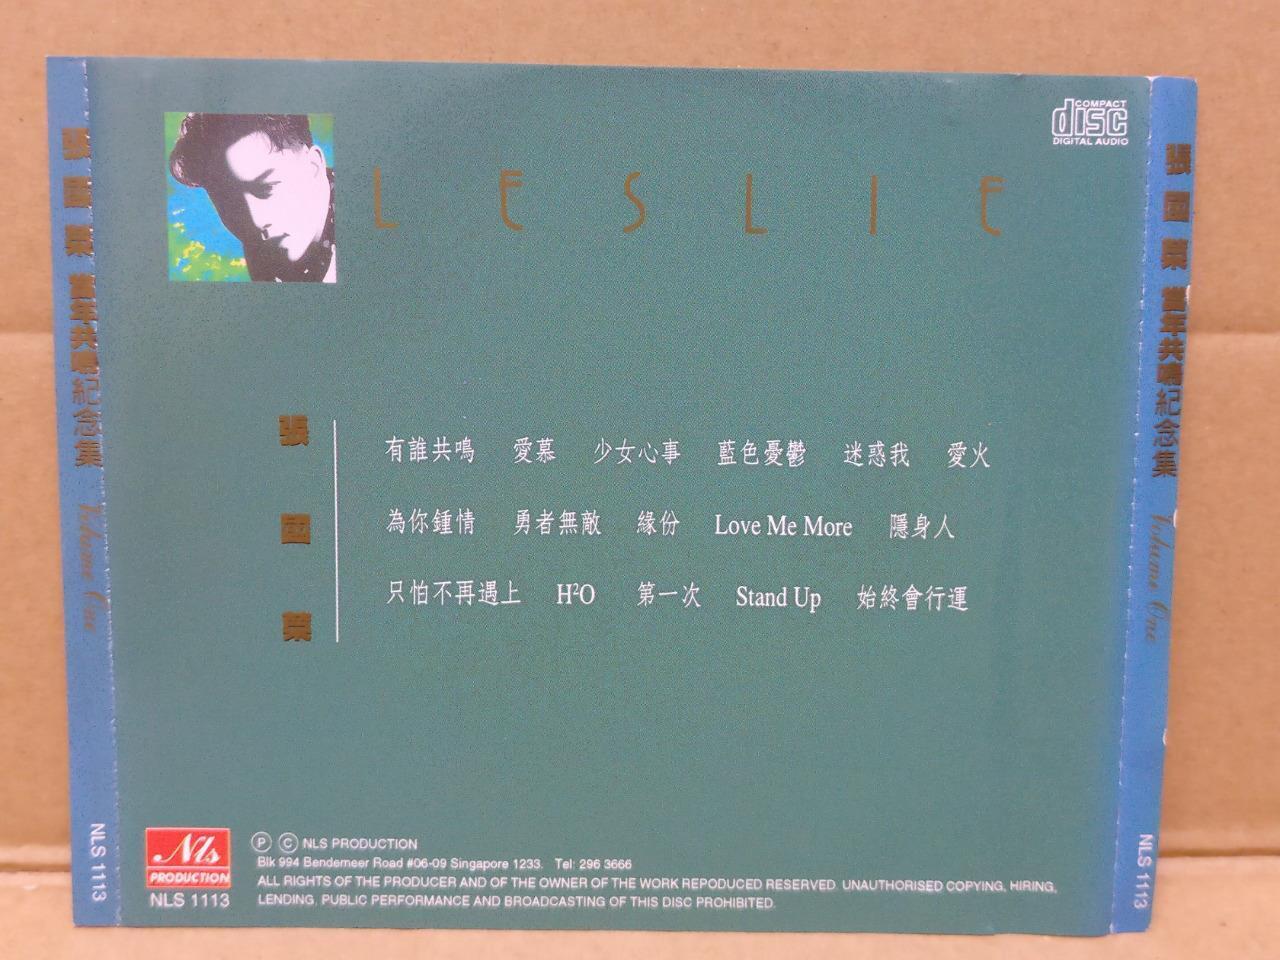 張國榮 當年共鳴紀念集 Volume One
NLS 1113
COMPACT
disc
DIGITAL AUDIO
LESLIE
張國榮
有誰共鳴 愛慕 少女心事 藍色憂鬱 迷惑我 愛火
為你鍾情 勇者無敵 緣份 Love Me More 隱身人
只怕不再遇上 H²O 第一次 Stand Up 始終會行運
Nls
PRODUCTION
NLS 1113
Ⓟ Ⓒ NLS PRODUCTION
Blk 994 Bendemeer Road #06-09 Singapore 1233. Tel: 296 3666
ALL RIGHTS OF THE PRODUCER AND OF THE OWNER OF THE WORK REPODUCED RESERVED. UNAUTHORISED COPYING, HIRING,
LENDING, PUBLIC PERFORMANCE AND BROADCASTING OF THIS DISC PROHIBITED.
張國榮 當年共鳴紀念集 Volume One
NLS 1113